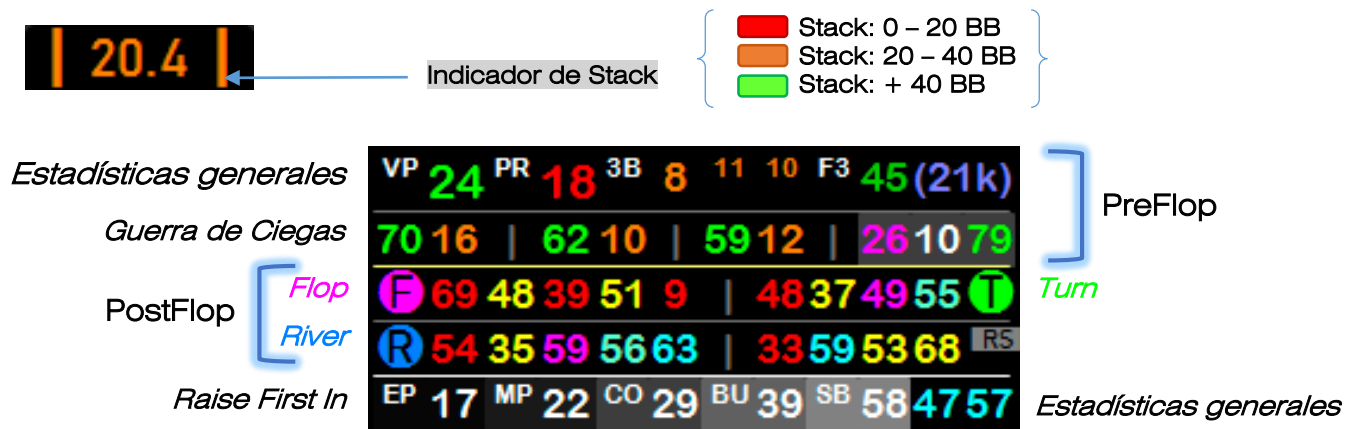 | 20.4 |
Indicador de Stack
Stack: 0 – 20 BB
Stack: 20 – 40 BB
Stack: + 40 BB
Estadísticas generales
VP 24 PR 18 3B 8 11 10 F3 45 (21k)
PreFlop
Guerra de Ciegas
70 16 | 62 10 | 59 12 | 26 10 79
PostFlop
Flop
F 69 48 39 51 9 | 48 37 49 55 T
Turn
River
R 54 35 59 56 63 | 33 59 53 68 RS
Raise First In
EP 17 MP 22 CO 29 BU 39 SB 58 47 57
Estadísticas generales